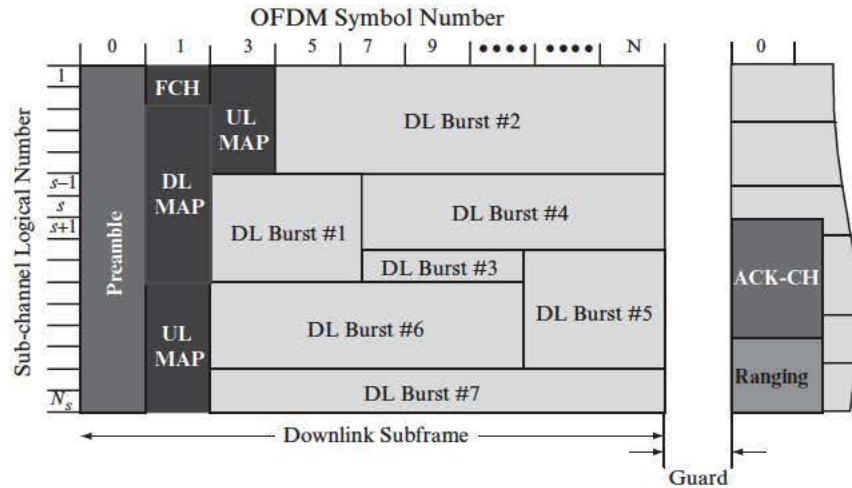 OFDM Symbol Number
0 1 3 5 7 9 •••• •••• N 0
Sub-channel Logical Number
1
s–1
s
s+1
Ns
Preamble
FCH
DL
MAP
UL
MAP
UL
MAP
DL Burst #2
DL Burst #1
DL Burst #4
DL Burst #3
DL Burst #5
DL Burst #6
DL Burst #7
ACK-CH
Ranging
Downlink Subframe
Guard